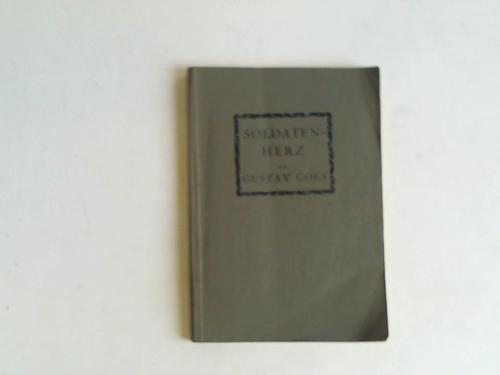 SOLDATEN-
HERZ
GUSTAV GOES